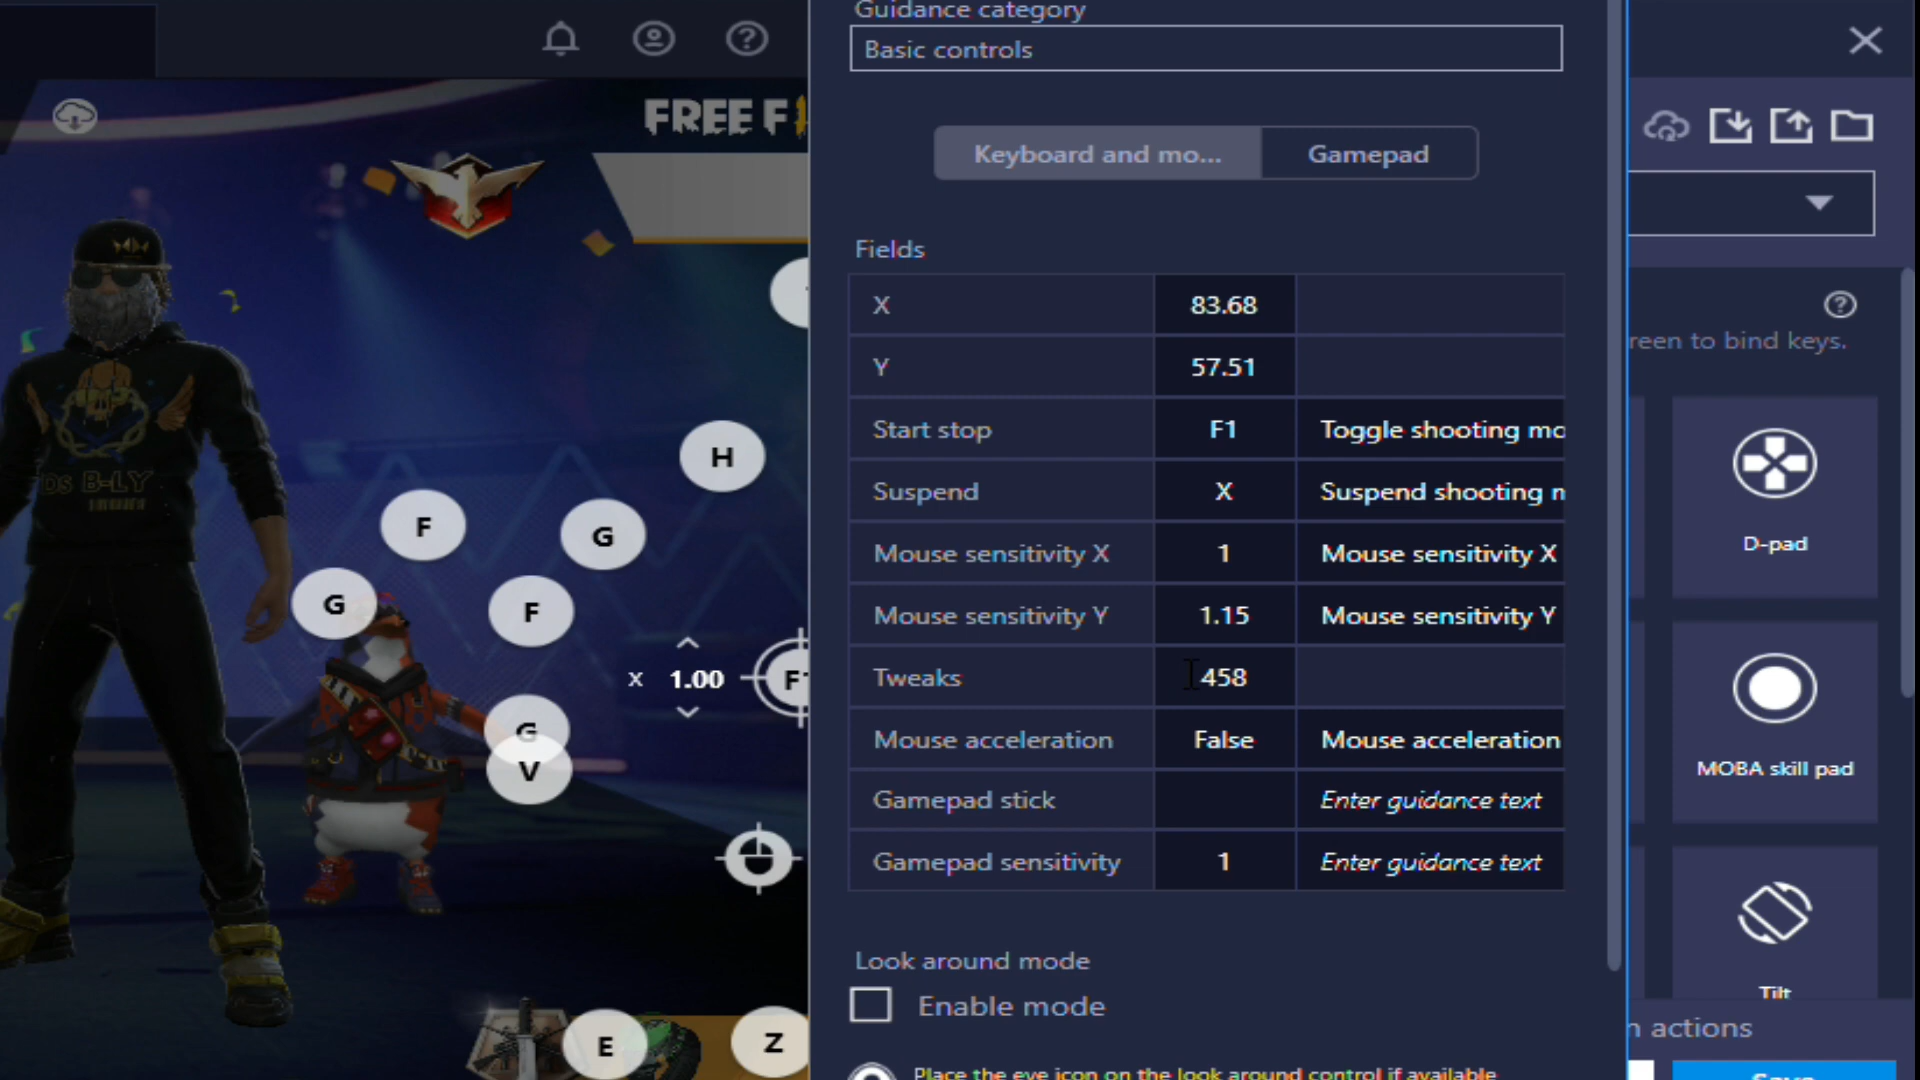 Guidance category
Basic controls
FREE F
Keyboard and mo...
Gamepad
Fields
X 83.68
Y 57.51
reen to bind keys.
Start stop F1 Toggle shooting mo
Suspend X Suspend shooting
Mouse sensitivity X 1 Mouse sensitivity X
Mouse sensitivity Y 1.15 Mouse sensitivity Y
Tweaks 458
Mouse acceleration False Mouse acceleration
Gamepad stick Enter guidance text
Gamepad sensitivity 1 Enter guidance text
Look around mode
Enable mode
Place the eye icon on the look around control if available
D-pad
MOBA skill pad
Tilt
actions
Save
B-LY
H
F
G
G
F
x 1.00
F1
G
V
E
Z